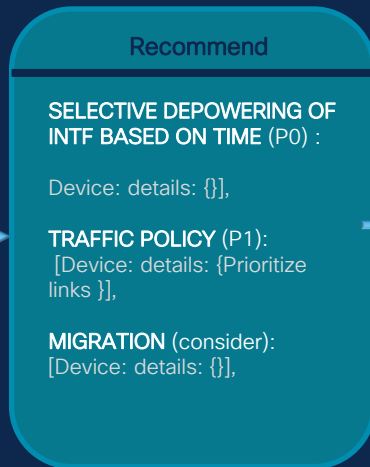 Recommend
SELECTIVE DEPOWERING OF
INTF BASED ON TIME (P0) :
Device: details: {}],
TRAFFIC POLICY (P1):
[Device: details: {Prioritize
links }],
MIGRATION (consider):
[Device: details: {}],